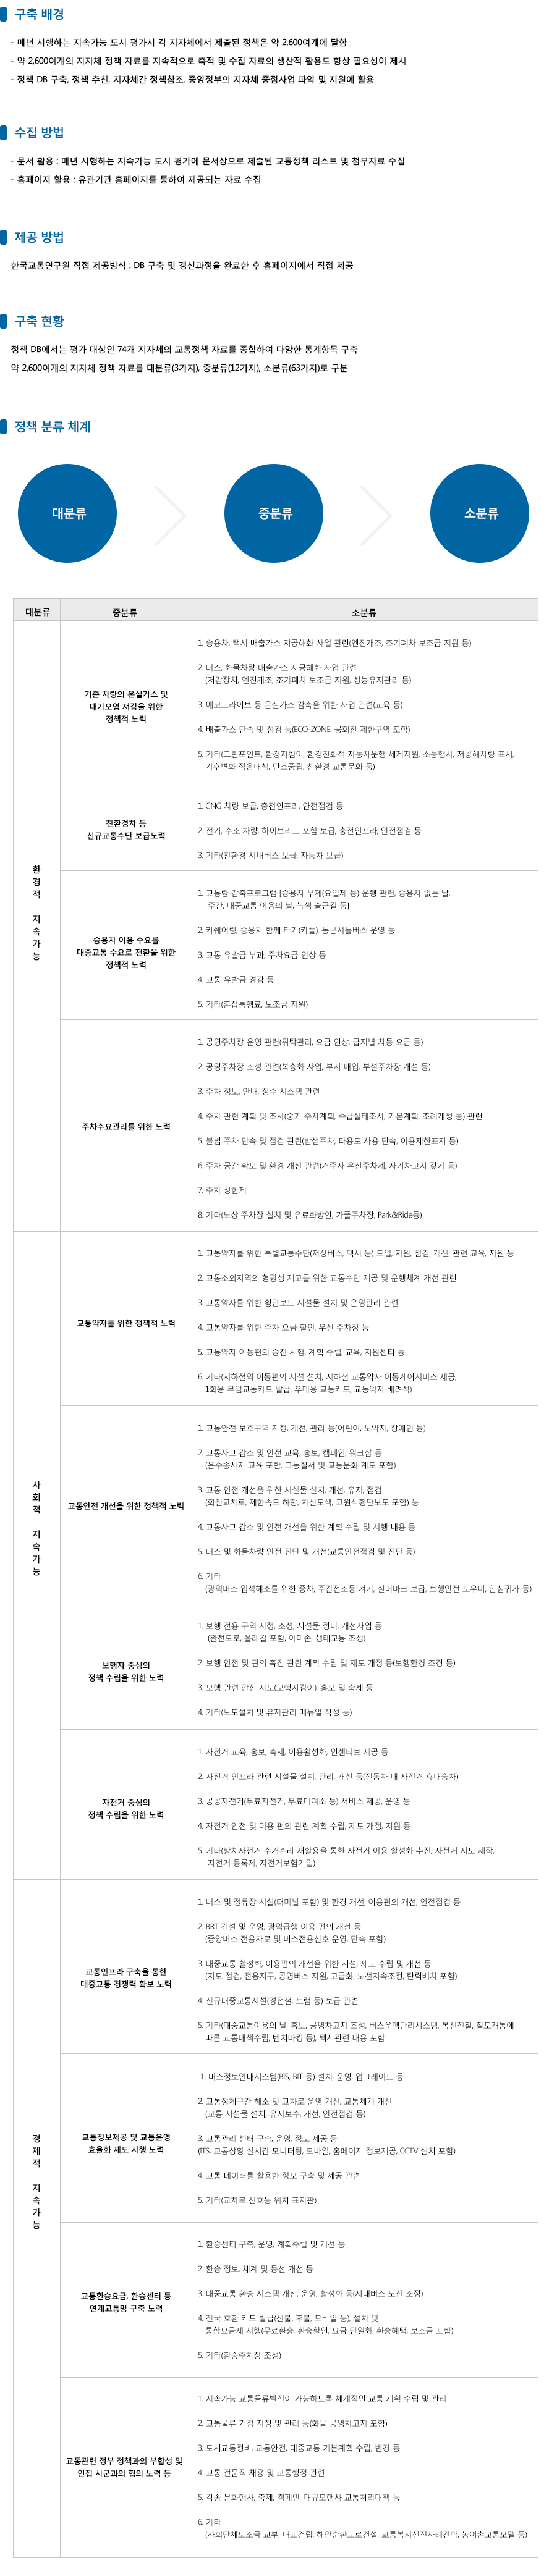 구축 배경
- 매년 시행하는 지속가능 도시 평가시 각 지자체에서 제출된 정책은 약 2,600여개에 달함
- 약 2,600여개의 지자체 정책 자료를 지속적으로 축적 및 수집 자료의 생산적 활용도 향상 필요성이 제시
- 정책 DB 구축, 정책 추천, 지자체간 정책참조, 중앙정부의 지자체 중점사업 파악 및 지원에 활용
수집 방법
- 문서 활용 : 매년 시행하는 지속가능 도시 평가에 문서상으로 제출된 교통정책 리스트 및 첨부자료 수집
- 홈페이지 활용 : 유관기관 홈페이지를 통하여 제공되는 자료 수집
제공 방법
한국교통연구원 직접 제공방식 : DB 구축 및 갱신과정을 완료한 후 홈페이지에서 직접 제공
구축 현황
정책 DB에서는 평가 대상인 74개 지자체의 교통정책 자료를 종합하여 다양한 통계항목 구축
약 2,600여개의 지자체 정책 자료를 대분류(3가지), 중분류(12가지), 소분류(63가지)로 구분
정책 분류 체계
대분류
중분류
소분류
대분류 중분류 소분류
환경적 지속가능
기존 차량의 온실가스 및
대기오염 저감을 위한
정책적 노력
1. 승용차, 택시 배출가스 저공해화 사업 관련(엔진개조, 조기폐차 보조금 지원 등)
2. 버스, 화물차량 배출가스 저공해화 사업 관련
(저감장치, 엔진개조, 조기폐차 보조금 지원, 성능유지관리 등)
3. 에코드라이브 등 온실가스 감축을 위한 사업 관련(교육 등)
4. 배출가스 단속 및 점검 등(ECO-ZONE, 공회전 제한구역 포함)
5. 기타(그린포인트, 환경지킴이, 환경친화적 자동차운행 세제지원, 소등행사, 저공해차량 표시,
기후변화 적응대책, 탄소중립, 친환경 교통문화 등)
친환경차 등
신규교통수단 보급노력
1. CNG 차량 보급, 충전인프라, 안전점검 등
2. 전기, 수소 차량, 하이브리드 포함 보급, 충전인프라, 안전점검 등
3. 기타(친환경 시내버스 보급, 자동차 보급)
승용차 이용 수요를
대중교통 수요로 전환을 위한
정책적 노력
1. 교통량 감축프로그램 [승용차 부제(요일제 등) 운행 관련, 승용차 없는 날,
주간, 대중교통 이용의 날, 녹색 출근길 등]
2. 카쉐어링, 승용차 함께 타기(카풀), 통근셔틀버스 운영 등
3. 교통 유발금 부과, 주차요금 인상 등
4. 교통 유발금 경감 등
5. 기타(혼잡통행료, 보조금 지원)
주차수요관리를 위한 노력
1. 공영주차장 운영 관련(위탁관리, 요금 인상, 급지별 차등 요금 등)
2. 공영주차장 조성 관련(복층화 사업, 부지 매입, 부설주차장 개설 등)
3. 주차 정보, 안내, 징수 시스템 관련
4. 주차 관련 계획 및 조사(중기 주차계획, 수급실태조사, 기본계획, 조례개정 등) 관련
5. 불법 주차 단속 및 점검 관련(밤샘주차, 타용도 사용 단속, 이용제한표지 등)
6. 주차 공간 확보 및 환경 개선 관련(거주자 우선주차제, 자기차고지 갖기 등)
7. 주차 상한제
8. 기타(노상 주차장 설치 및 유료화방안, 카풀주차장, Park&Ride등)
사회적 지속가능
교통약자를 위한 정책적 노력
1. 교통약자를 위한 특별교통수단(저상버스, 택시 등) 도입, 지원, 점검, 개선, 관련 교육, 지원 등
2. 교통소외지역의 형평성 제고를 위한 교통수단 제공 및 운행체계 개선 관련
3. 교통약자를 위한 횡단보도 시설물 설치 및 운영관리 관련
4. 교통약자를 위한 주차 요금 할인, 우선 주차장 등
5. 교통약자 이동편의 증진 시행, 계획 수립, 교육, 지원센터 등
6. 기타(지하철역 이동편의 시설 설치, 지하철 교통약자 이동케어서비스 제공,
1회용 무임교통카드 발급, 우대용 교통카드, 교통약자 배려석)
교통안전 개선을 위한 정책적 노력
1. 교통안전 보호구역 지정, 개선, 관리 등(어린이, 노약자, 장애인 등)
2. 교통사고 감소 및 안전 교육, 홍보, 캠페인, 워크샵 등
(운수종사자 교육 포함, 교통질서 및 교통문화 계도 포함)
3. 교통 안전 개선을 위한 시설물 설치, 개선, 유지, 점검
(회전교차로, 제한속도 하향, 차선도색, 고원식횡단보도 포함) 등
4. 교통사고 감소 및 안전 개선을 위한 계획 수립 및 시행 내용 등
5. 버스 및 화물차량 안전 진단 및 개선(교통안전점검 및 진단 등)
6. 기타
(광역버스 입석해소를 위한 증차, 주간전조등 켜기, 실버마크 보급, 보행안전 도우미, 안심귀가 등)
보행자 중심의
정책 수립을 위한 노력
1. 보행 전용 구역 지정, 조성, 시설물 정비, 개선사업 등
(완전도로, 올레길 포함, 아마존, 생태교통 조성)
2. 보행 안전 및 편의 촉진 관련 계획 수립 및 제도 개정 등(보행환경 조경 등)
3. 보행 관련 안전 지도(보행지킴이), 홍보 및 축제 등
4. 기타(보도설치 및 유지관리 매뉴얼 작성 등)
자전거 중심의
정책 수립을 위한 노력
1. 자전거 교육, 홍보, 축제, 이용활성화, 인센티브 제공 등
2. 자전거 인프라 관련 시설물 설치, 관리, 개선 등(전동차 내 자전거 휴대승차)
3. 공공자전거(무료자전거, 무료대여소 등) 서비스 제공, 운영 등
4. 자전거 안전 및 이용 편의 관련 계획 수립, 제도 개정, 지원 등
5. 기타(방치자전거 수거수리 재활용을 통한 자전거 이용 활성화 추진, 자전거 지도 제작,
자전거 등록제, 자전거보험가입)
경제적 지속가능
교통인프라 구축을 통한
대중교통 경쟁력 확보 노력
1. 버스 및 정류장 시설(터미널 포함) 및 환경 개선, 이용편의 개선, 안전점검 등
2. BRT 건설 및 운영, 광역급행 이용 편의 개선 등
(중앙버스 전용차로 및 버스전용신호 운영, 단속 포함)
3. 대중교통 활성화, 이용편의 개선을 위한 시설, 제도 수립 및 개선 등
(지도 점검, 전용지구, 공영버스 지원, 고급화, 노선지속조정, 탄력배차 포함)
4. 신규대중교통시설(경전철, 트램 등) 보급 관련
5. 기타(대중교통이용의 날, 홍보, 공영차고지 조성, 버스운행관리시스템, 복선전철, 철도개통에
따른 교통대책수립, 벤치마킹 등), 택시관련 내용 포함
교통정보제공 및 교통운영
효율화 제도 시행 노력
1. 버스정보안내시스템(BIS, BIT 등) 설치, 운영, 업그레이드 등
2. 교통정체구간 해소 및 교차로 운영 개선, 교통체계 개선
(교통 시설물 설치, 유지보수, 개선, 안전점검 등)
3. 교통관리 센터 구축, 운영, 정보 제공 등
(ITS, 교통상황 실시간 모니터링, 모바일, 홈페이지 정보제공, CCTV 설치 포함)
4. 교통 데이터를 활용한 정보 구축 및 제공 관련
5. 기타(교차로 신호등 위치 표지판)
교통환승요금, 환승센터 등
연계교통망 구축 노력
1. 환승센터 구축, 운영, 계획수립 및 개선 등
2. 환승 정보, 체계 및 동선 개선 등
3. 대중교통 환승 시스템 개선, 운영, 활성화 등(시내버스 노선 조정)
4. 전국 호환 카드 발급(선불, 후불, 모바일 등), 설치 및
통합요금제 시행(무료환승, 환승할인, 요금 단일화, 환승혜택, 보조금 포함)
5. 기타(환승주차장 조성)
교통관련 정부 정책과의 부합성 및
인접 시군과의 협의 노력 등
1. 지속가능 교통물류발전이 가능하도록 체계적인 교통 계획 수립 및 관리
2. 교통물류 거점 지정 및 관리 등(화물 공영차고지 포함)
3. 도시교통정비, 교통안전, 대중교통 기본계획 수립, 변경 등
4. 교통 전문직 채용 및 교통행정 관련
5. 각종 문화행사, 축제, 캠페인, 대규모행사 교통처리대책 등
6. 기타
(사회단체보조금 교부, 대교건립, 해안순환도로건설, 교통복지선진사례견학, 농어촌교통모델 등)